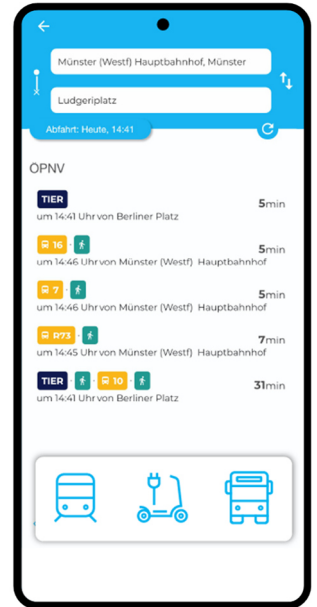 Münster (Westf) Hauptbahnhof, Münster
Ludgeriplatz
Abfahrt: Heute, 14:41
ÖPNV
TIER
5min
um 14:41 Uhr von Berliner Platz
16
5min
um 14:46 Uhr von Münster (Westf) Hauptbahnhof
7
5min
um 14:46 Uhr von Münster (Westf) Hauptbahnhof
R73
7min
um 14:45 Uhr von Münster (Westf) Hauptbahnhof
TIER 10
31min
um 14:41 Uhr von Berliner Platz